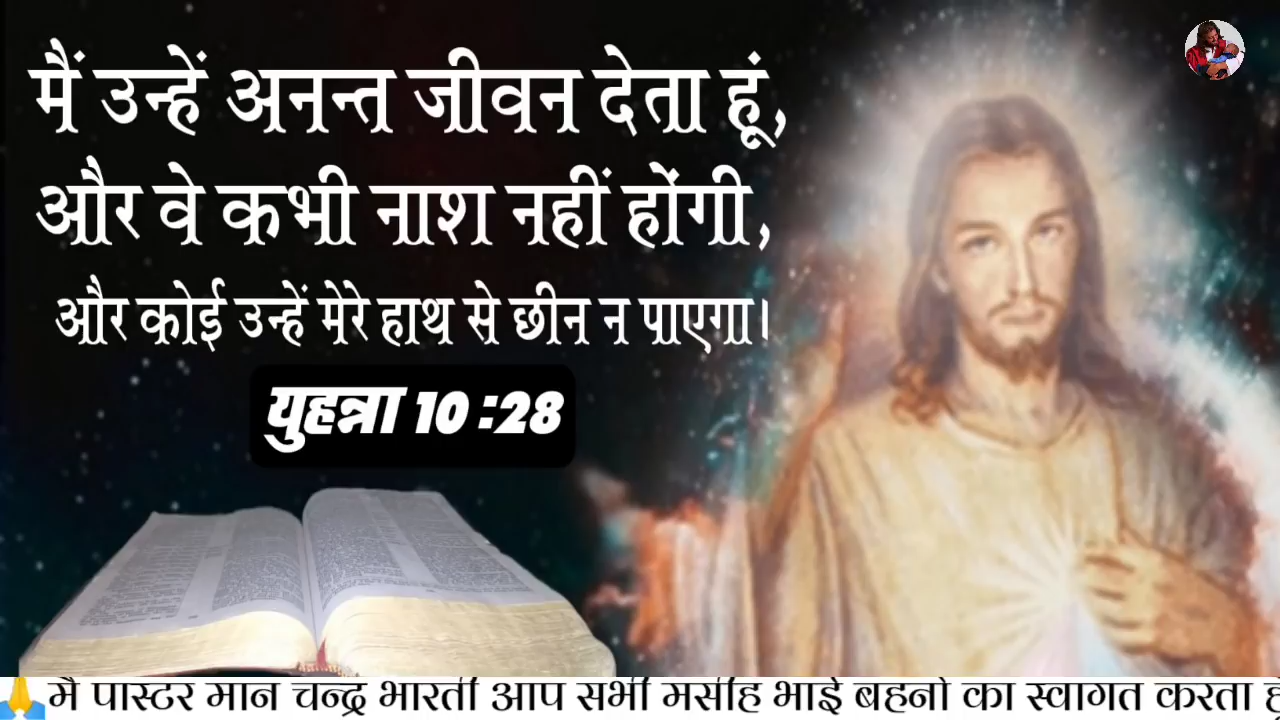 मैं उन्हें अनन्त जीवन देता हूं,
और वे कभी नाश नहीं होंगी,
और कोई उन्हें मेरे हाथ से छीन न पाएगा।
युहन्ना 10 :28
🙏मै पास्टर मान चन्द्र भारती आप सभी मसीह भाई बहनो का स्वागत करता